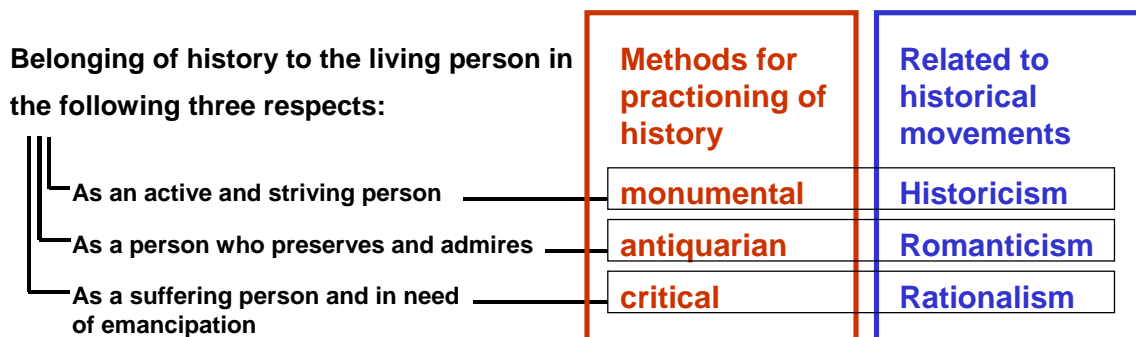 Belonging of history to the living person in
the following three respects:
Methods for
practioning of
history
Related to
historical
movements
As an active and striving person
monumental
Historicism
As a person who preserves and admires
antiquarian
Romanticism
As a suffering person and in need
of emancipation
critical
Rationalism